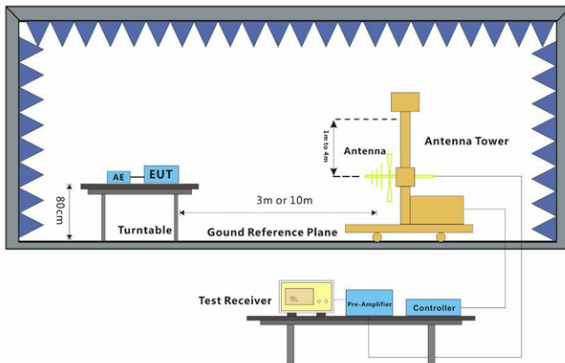 1m to 4m
Antenna Tower
Antenna
AE
EUT
3m or 10m
80cm
Turntable
Gound Reference Plane
Test Receiver
Pre-Amplifier
Controller